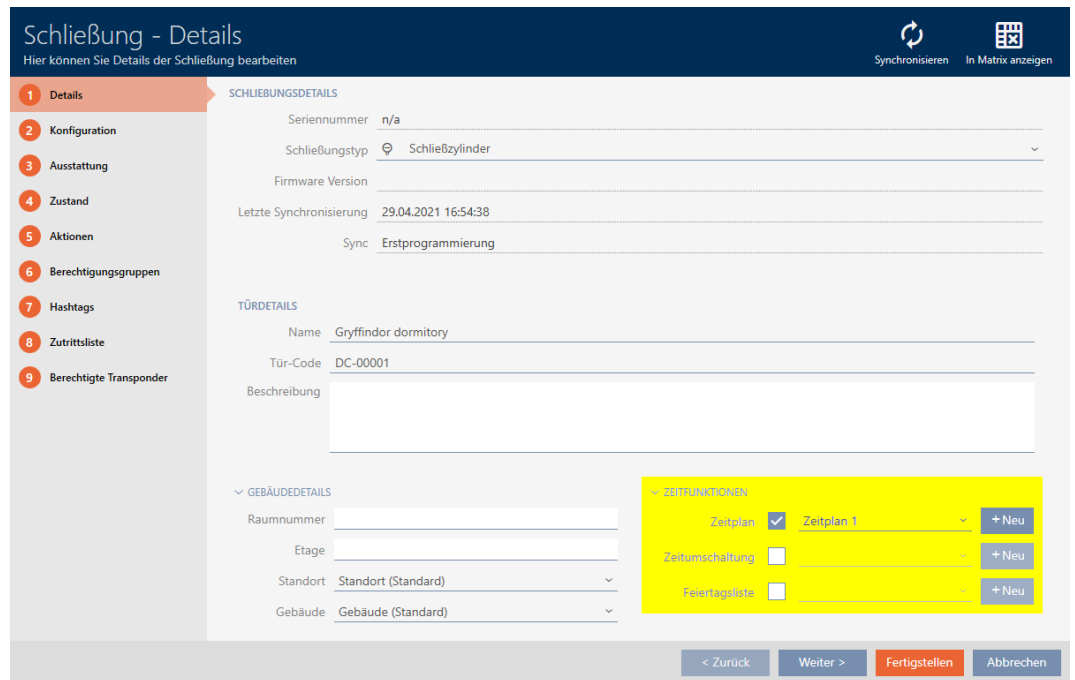 Schließung - Details
Hier können Sie Details der Schließung bearbeiten
Synchronisieren
In Matrix anzeigen
1 Details
2 Konfiguration
3 Ausstattung
4 Zustand
5 Aktionen
6 Berechtigungsgruppen
7 Hashtags
8 Zutrittsliste
9 Berechtigte Transponder
SCHLIEßUNGSDETAILS
Seriennummer n/a
Schließungstyp Schließzylinder
Firmware Version
Letzte Synchronisierung 29.04.2021 16:54:38
Sync Erstprogrammierung
TÜRDETAILS
Name Gryffindor dormitory
Tür-Code DC-00001
Beschreibung
GEBÄUDEDETAILS
Raumnummer
Etage
Standort Standort (Standard)
Gebäude Gebäude (Standard)
ZEITFUNKTIONEN
Zeitplan Zeitplan 1 +Neu
Zeitumschaltung +Neu
Feiertagsliste +Neu
< Zurück
Weiter >
Fertigstellen
Abbrechen